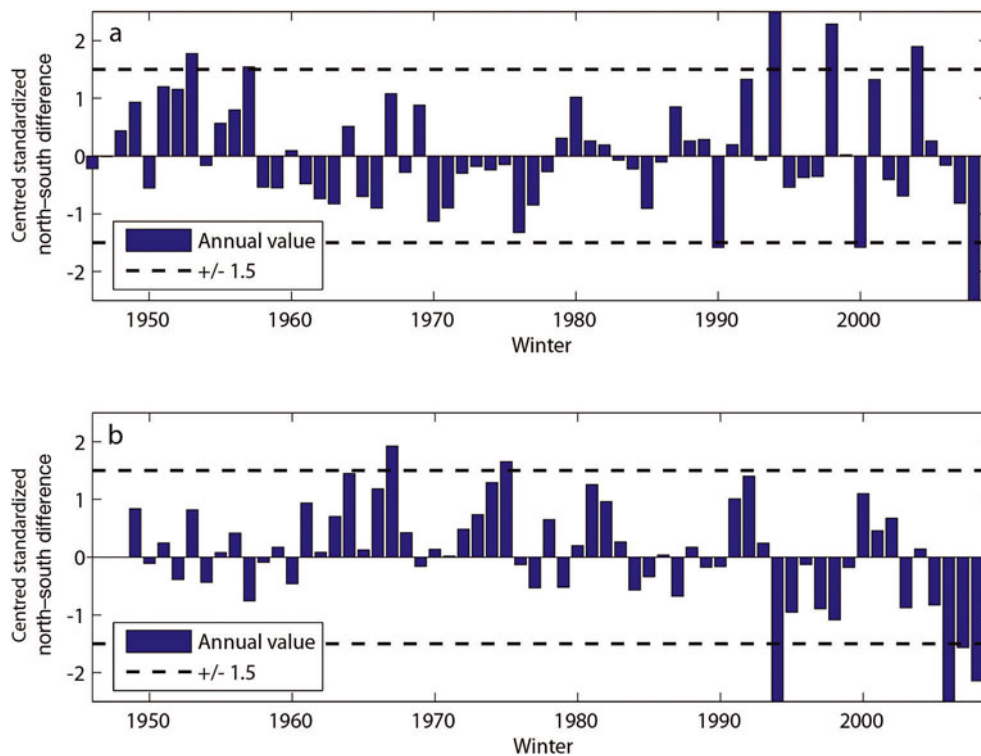 a
Centred standardized
north–south difference
2
1
0
-1
-2
Annual value
+/- 1.5
1950 1960 1970 1980 1990 2000
Winter
b
Centred standardized
north–south difference
2
1
0
-1
-2
Annual value
+/- 1.5
1950 1960 1970 1980 1990 2000
Winter